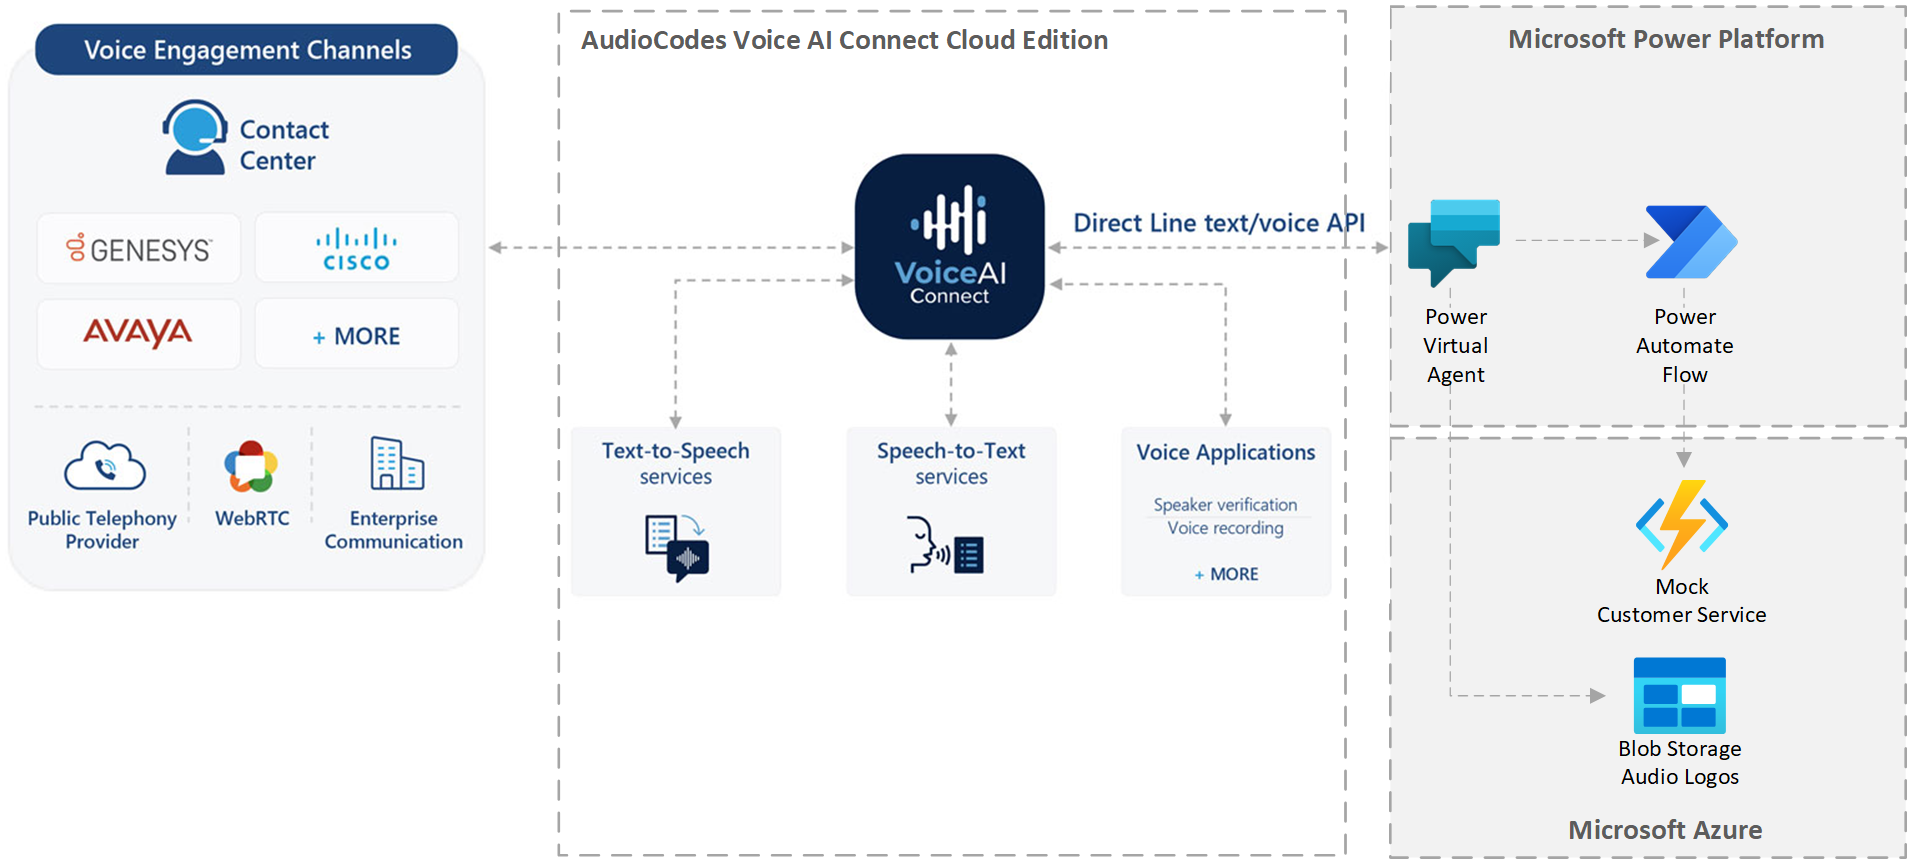 Voice Engagement Channels
Contact
Center
GENESYS™
CISCO
AVAYA
+ MORE
Public Telephony
Provider
WebRTC
Enterprise
Communication
AudioCodes Voice AI Connect Cloud Edition
VoiceAI
Connect
Direct Line text/voice API
Text-to-Speech
services
Speech-to-Text
services
Voice Applications
Speaker verification
Voice recording
+ MORE
Microsoft Power Platform
Power
Virtual
Agent
Power
Automate
Flow
Mock
Customer Service
Blob Storage
Audio Logos
Microsoft Azure